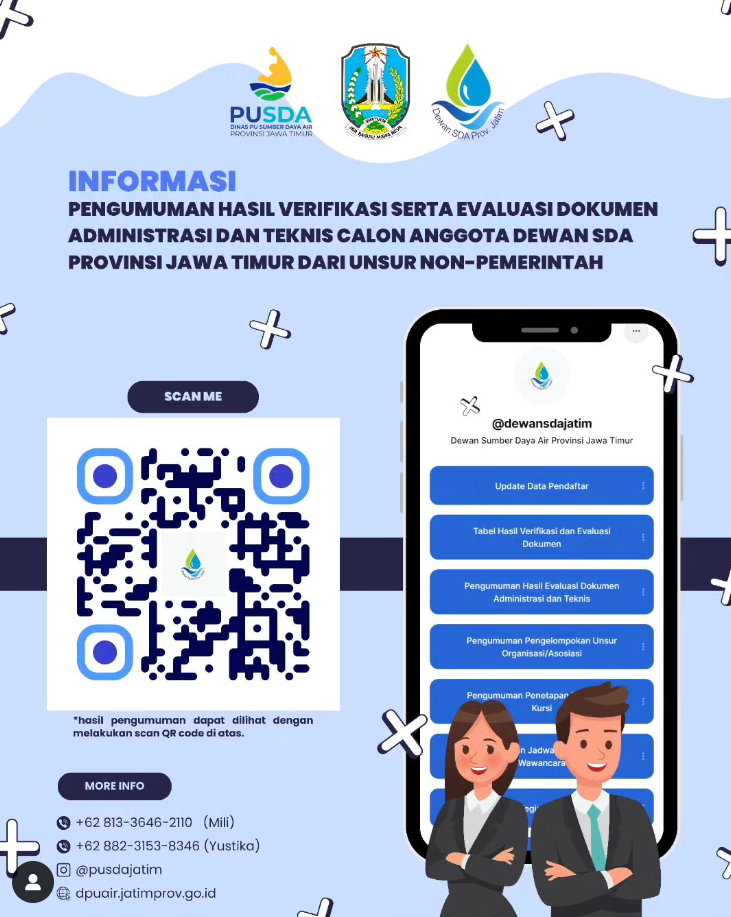 PUSDA
DINAS PU SUMBER DAYA AIR
PROVINSI JAWA TIMUR
JER BASUKI MAWA BEYA
Dewan SDA Prov. Jatim
INFORMASI
PENGUMUMAN HASIL VERIFIKASI SERTA EVALUASI DOKUMEN
ADMINISTRASI DAN TEKNIS CALON ANGGOTA DEWAN SDA
PROVINSI JAWA TIMUR DARI UNSUR NON-PEMERINTAH
SCAN ME
*hasil pengumuman dapat dilihat dengan
melakukan scan QR code di atas.
MORE INFO
+62 813-3646-2110 (Mili)
+62 882-3153-8346 (Yustika)
@pusdajatim
dpuair.jatimprov.go.id
@dewansdajatim
Dewan Sumber Daya Air Provinsi Jawa Timur
Update Data Pendaftar
Tabel Hasil Verifikasi dan Evaluasi
Dokumen
Pengumuman Hasil Evaluasi Dokumen
Administrasi dan Teknis
Pengumuman Pengelompokan Unsur
Organisasi/Asosiasi
Pengumuman Penetapan
Kursi
Jadwa
Wawancara